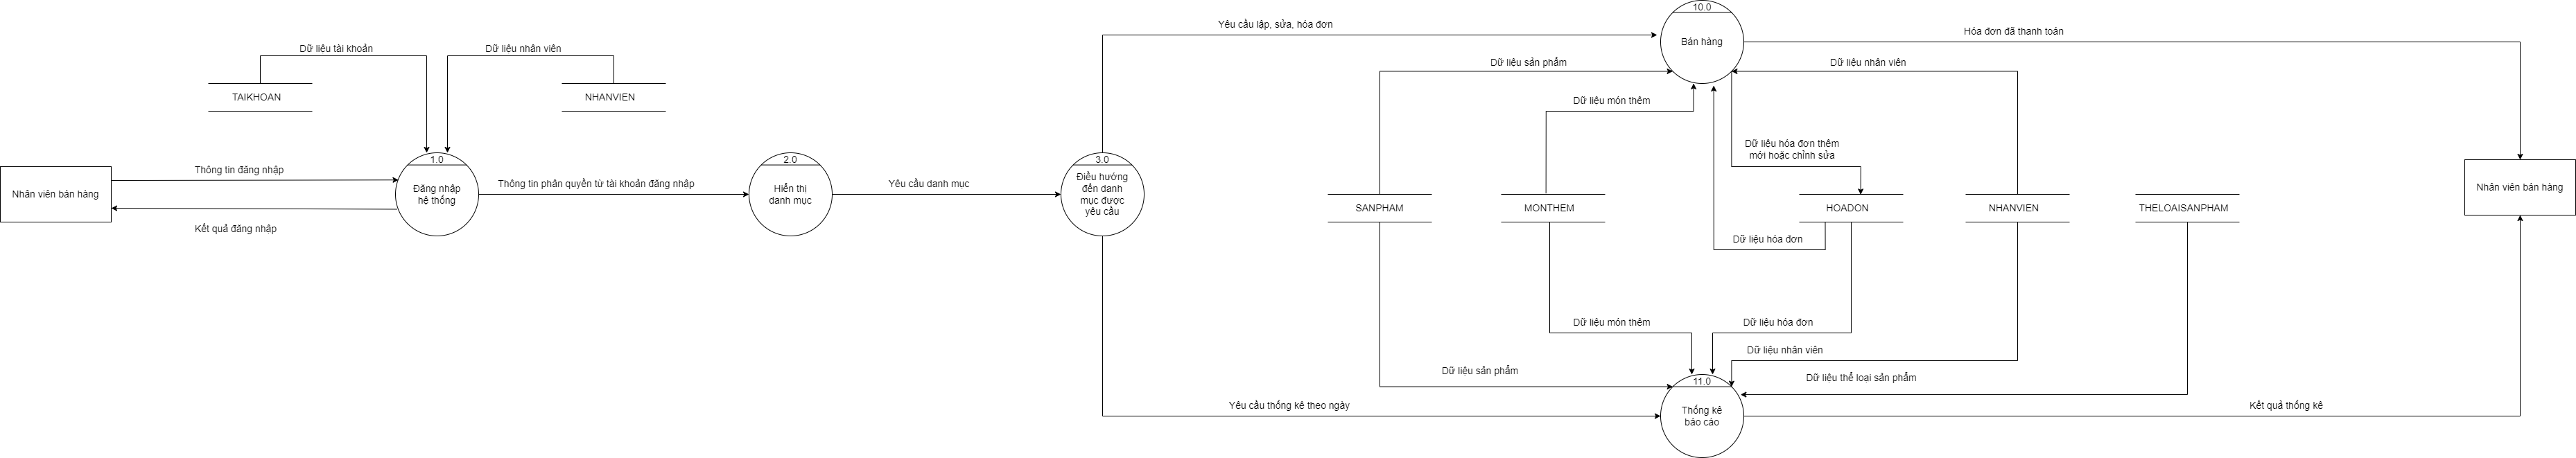 Nhân viên bán hàng
Thông tin đăng nhập
Kết quả đăng nhập
Dữ liệu tài khoản
TAIKHOAN
Dữ liệu nhân viên
NHANVIEN
1.0
Đăng nhập
hệ thống
Thông tin phân quyền từ tài khoản đăng nhập
2.0
Hiển thị
danh mục
Yêu cầu danh mục
3.0
Điều hướng
đến danh
mục được
yêu cầu
Yêu cầu lập, sửa, hóa đơn
10.0
Bán hàng
Hóa đơn đã thanh toán
Dữ liệu sản phẩm
Dữ liệu nhân viên
Dữ liệu món thêm
Dữ liệu hóa đơn thêm
mới hoặc chỉnh sửa
SANPHAM
MONTHEM
HOADON
NHANVIEN
THELOAISANPHAM
Nhân viên bán hàng
Dữ liệu hóa đơn
Dữ liệu món thêm
Dữ liệu hóa đơn
Dữ liệu nhân viên
Dữ liệu sản phẩm
Dữ liệu thể loại sản phẩm
Yêu cầu thống kê theo ngày
11.0
Thống kê
báo cáo
Kết quả thống kê